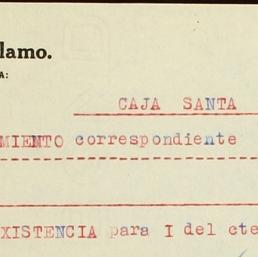 lamo.
A:
CAJA SANTA
MIENTO correspondiente
XISTENCIA para I del cte